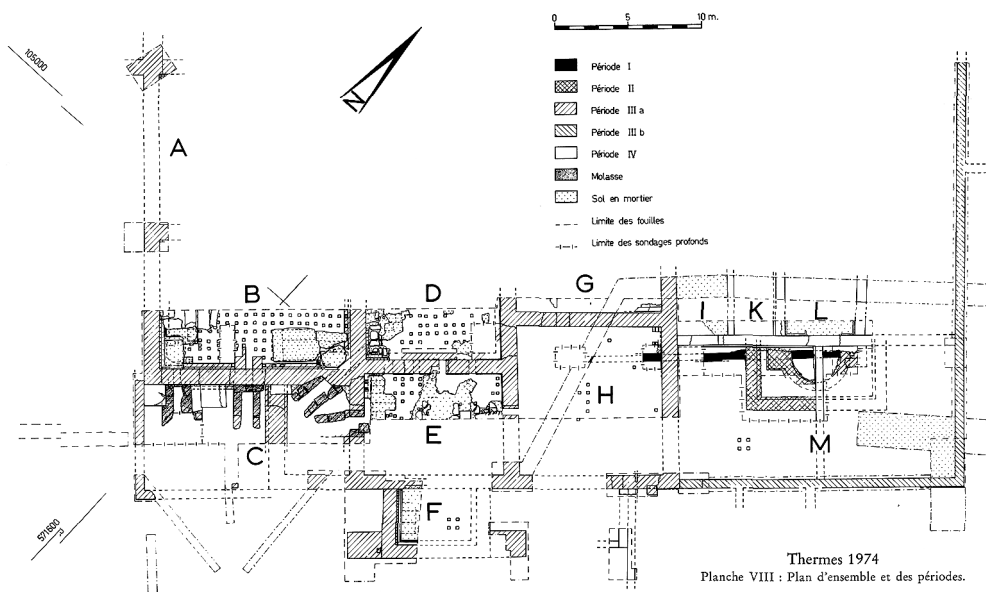 0 5 10 m.
Période I
Période II
Période III a
Période III b
Période IV
Molasse
Sol en mortier
Limite des fouilles
Limite des sondages profonds
105000
N
A
B
D
G
I K L
H
E
M
C
F
571600
Thermes 1974
Planche VIII : Plan d'ensemble et des périodes.